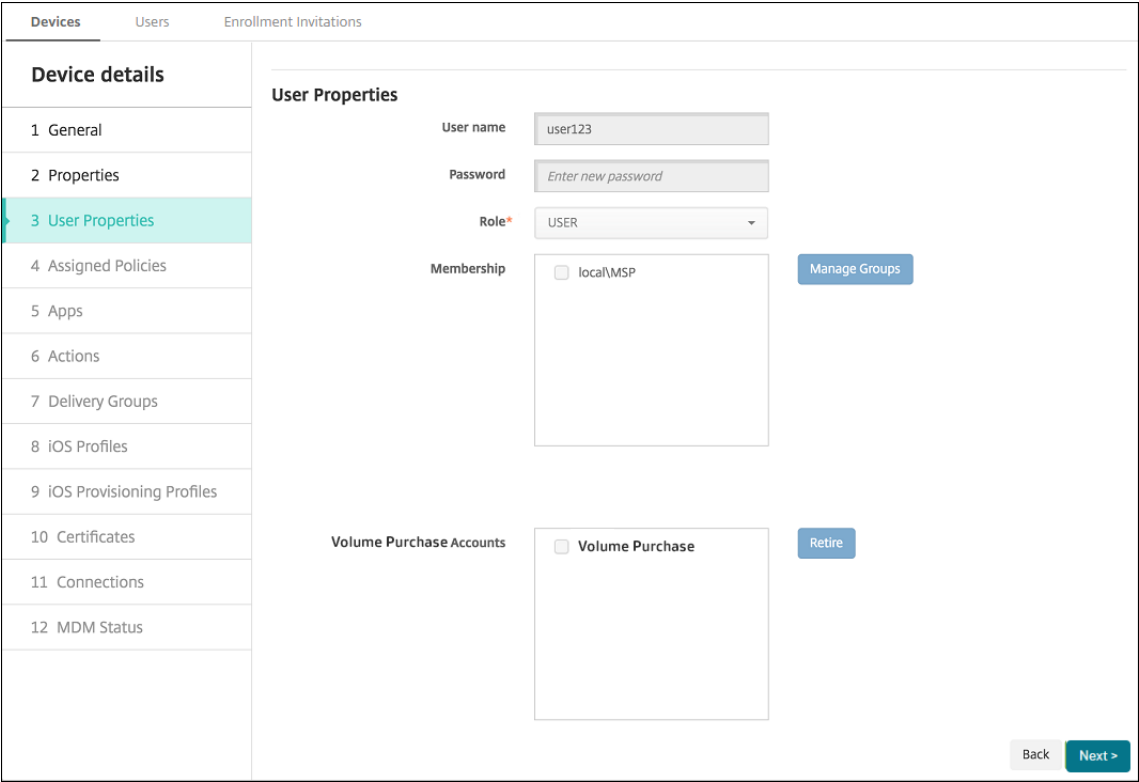 Devices Users Enrollment Invitations
Device details
1 General
2 Properties
3 User Properties
4 Assigned Policies
5 Apps
6 Actions
7 Delivery Groups
8 iOS Profiles
9 iOS Provisioning Profiles
10 Certificates
11 Connections
12 MDM Status
User Properties
User name user123
Password Enter new password
Role* USER
Membership local\MSP Manage Groups
Volume Purchase Accounts Volume Purchase Retire
Back Next >